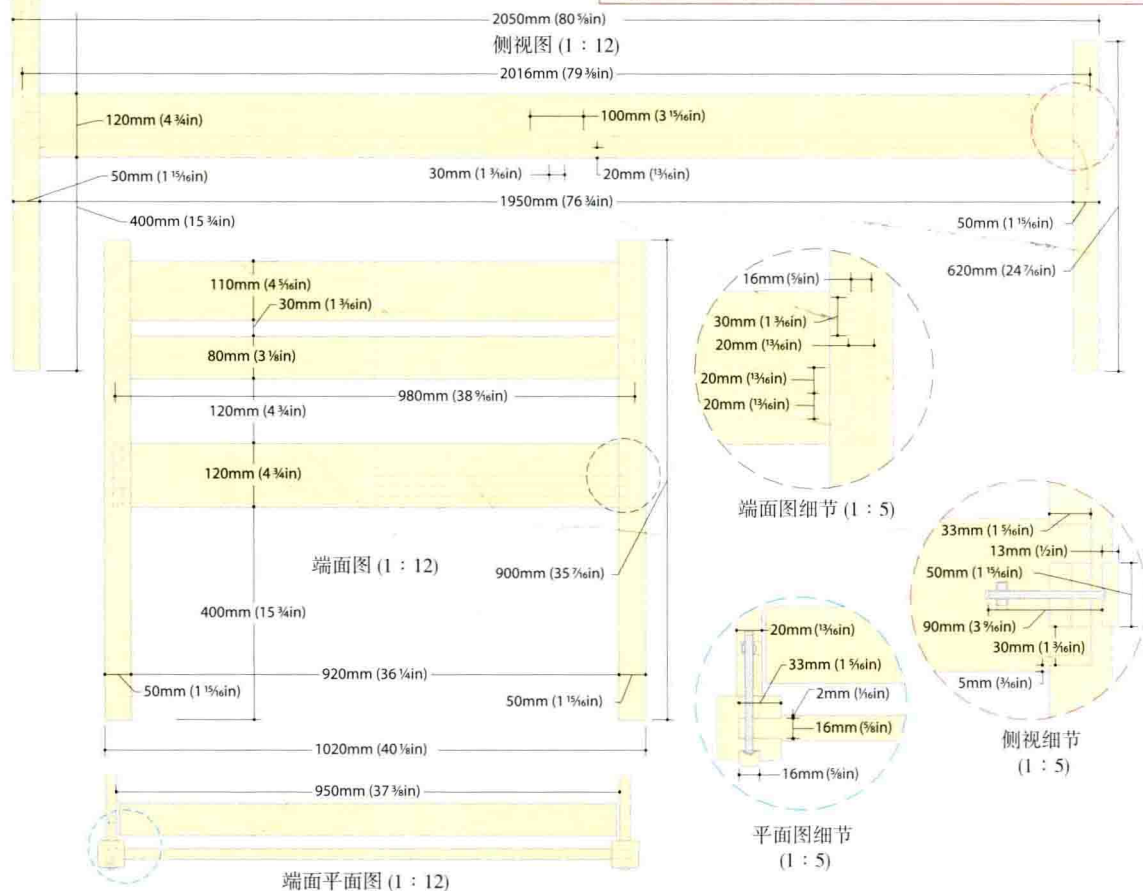 2050mm (80 ⅝in)
侧视图 (1：12)
2016mm (79 ⅜in)
120mm (4 ¾in)
100mm (3 ¹⁵⁄₁₆in)
30mm (1 ³⁄₁₆in)
20mm (¹³⁄₁₆in)
50mm (1 ¹⁵⁄₁₆in)
1950mm (76 ¾in)
400mm (15 ¾in)
50mm (1 ¹⁵⁄₁₆in)
620mm (24 ⁷⁄₁₆in)
110mm (4 ⁵⁄₁₆in)
30mm (1 ³⁄₁₆in)
80mm (3 ⅛in)
980mm (38 ⁹⁄₁₆in)
120mm (4 ¾in)
120mm (4 ¾in)
端面图 (1：12)
900mm (35 ⁷⁄₁₆in)
400mm (15 ¾in)
920mm (36 ¼in)
50mm (1 ¹⁵⁄₁₆in)
50mm (1 ¹⁵⁄₁₆in)
1020mm (40 ⅛in)
16mm (⅝in)
30mm (1 ³⁄₁₆in)
20mm (¹³⁄₁₆in)
20mm (¹³⁄₁₆in)
20mm (¹³⁄₁₆in)
端面图细节 (1：5)
33mm (1 ⁵⁄₁₆in)
13mm (½in)
50mm (1 ¹⁵⁄₁₆in)
90mm (3 ⁹⁄₁₆in)
30mm (1 ³⁄₁₆in)
5mm (³⁄₁₆in)
侧视细节
(1：5)
20mm (¹³⁄₁₆in)
33mm (1 ⁵⁄₁₆in)
2mm (¹⁄₁₆in)
16mm (⅝in)
16mm (⅝in)
平面图细节
(1：5)
950mm (37 ⅜in)
端面平面图 (1：12)